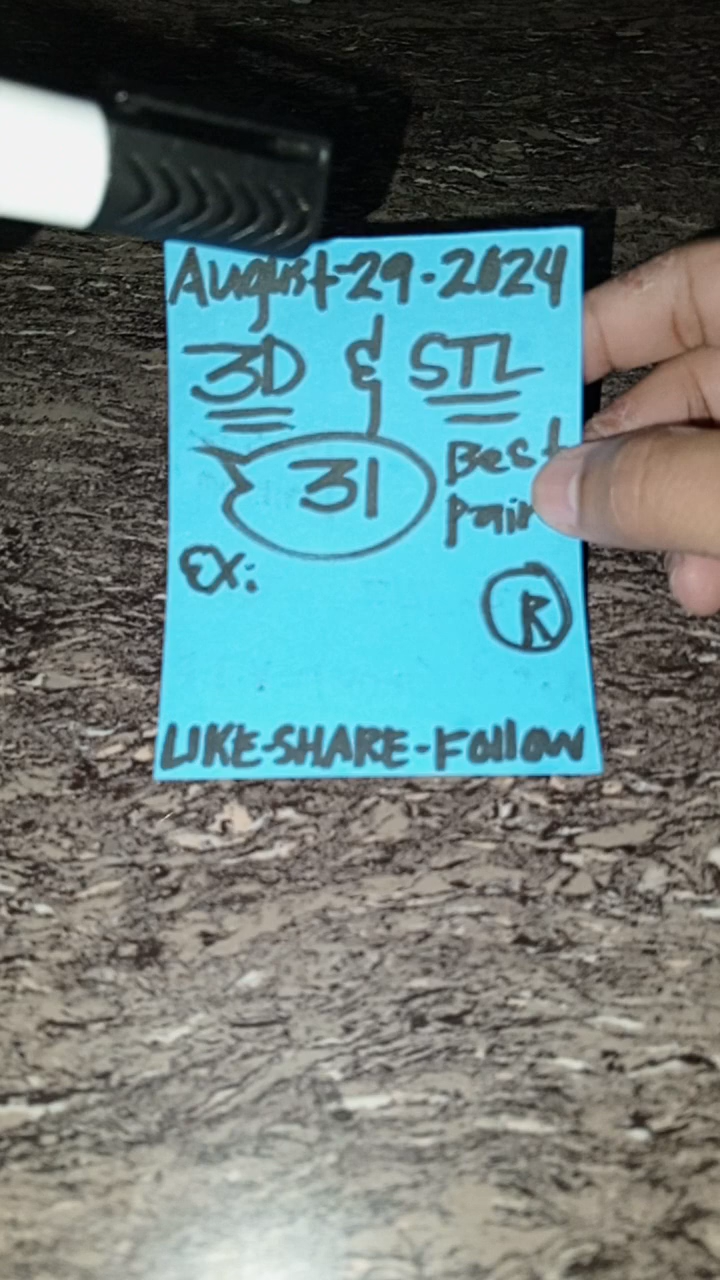 August-29-2024
3D & STL
31 Best
Pair
Ex:
R
LIKE-SHARE-Follow